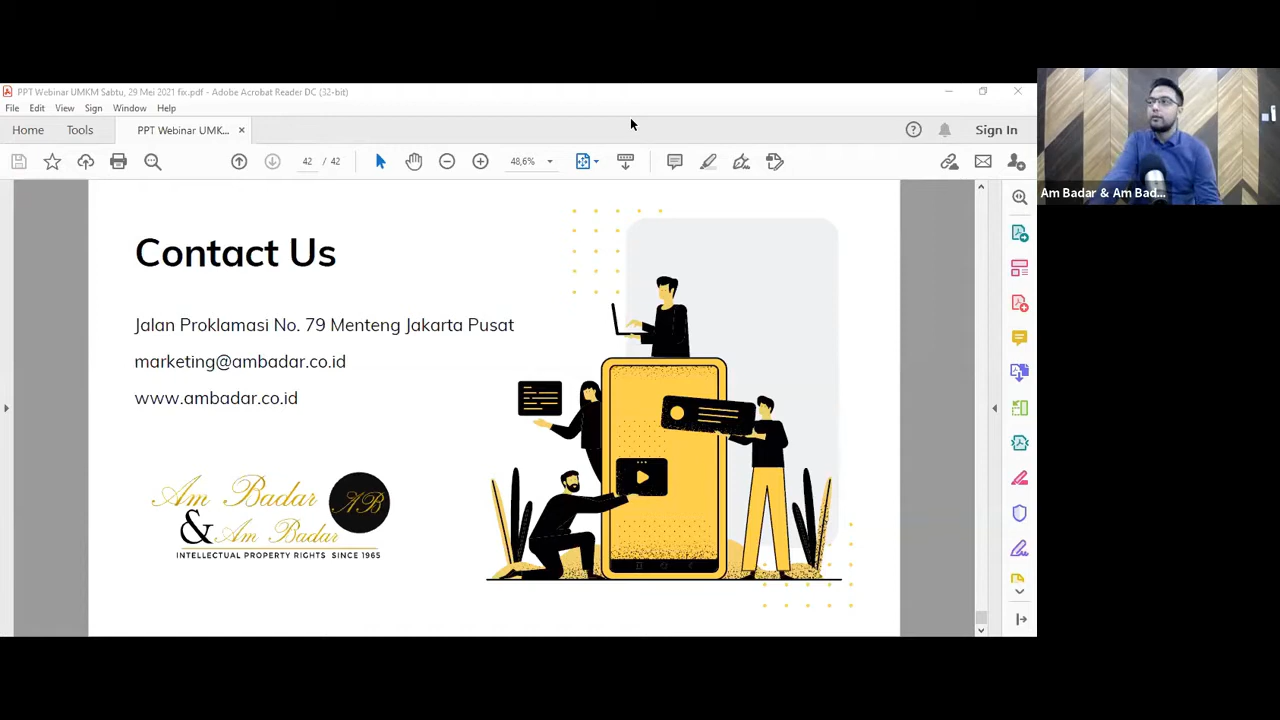 PPT Webinar UMKM Sabtu, 29 Mei 2021 fix.pdf - Adobe Acrobat Reader DC (32-bit)
File Edit View Sign Window Help
Home Tools PPT Webinar UMK... Sign In
42 / 42 48,6%
Am Badar & Am Bad...
Contact Us
Jalan Proklamasi No. 79 Menteng Jakarta Pusat
marketing@ambadar.co.id
www.ambadar.co.id
Am Badar AB
& Am Badar
INTELLECTUAL PROPERTY RIGHTS SINCE 1965